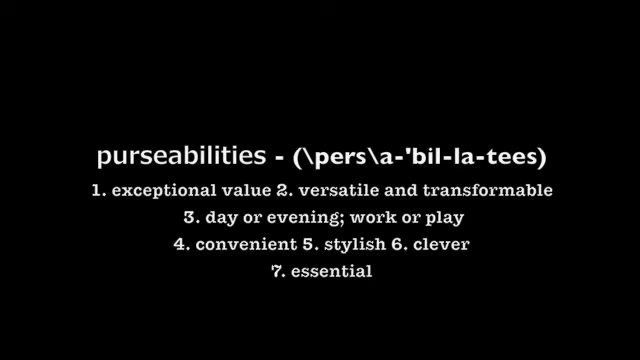 purseabilities - (\pers\a-'bil-la-tees)
1. exceptional value 2. versatile and transformable
3. day or evening; work or play
4. convenient 5. stylish 6. clever
7. essential